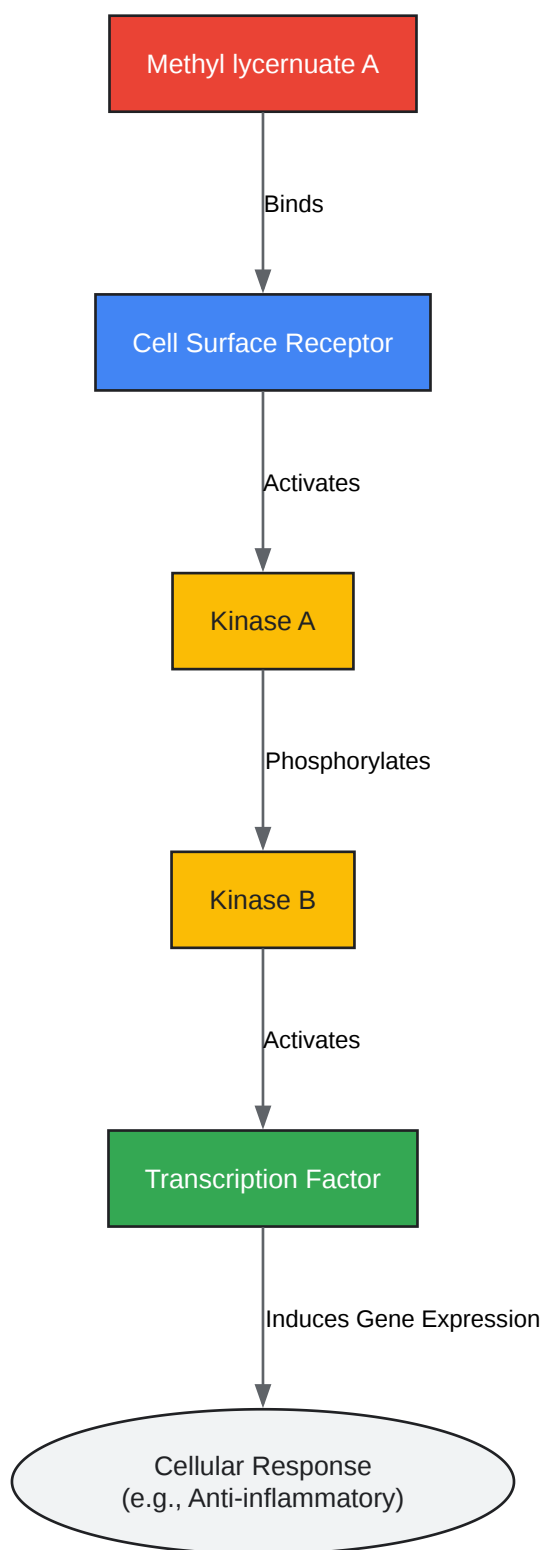 Methyl lycernuate A
Binds
Cell Surface Receptor
Activates
Kinase A
Phosphorylates
Kinase B
Activates
Transcription Factor
Induces Gene Expression
Cellular Response
(e.g., Anti-inflammatory)